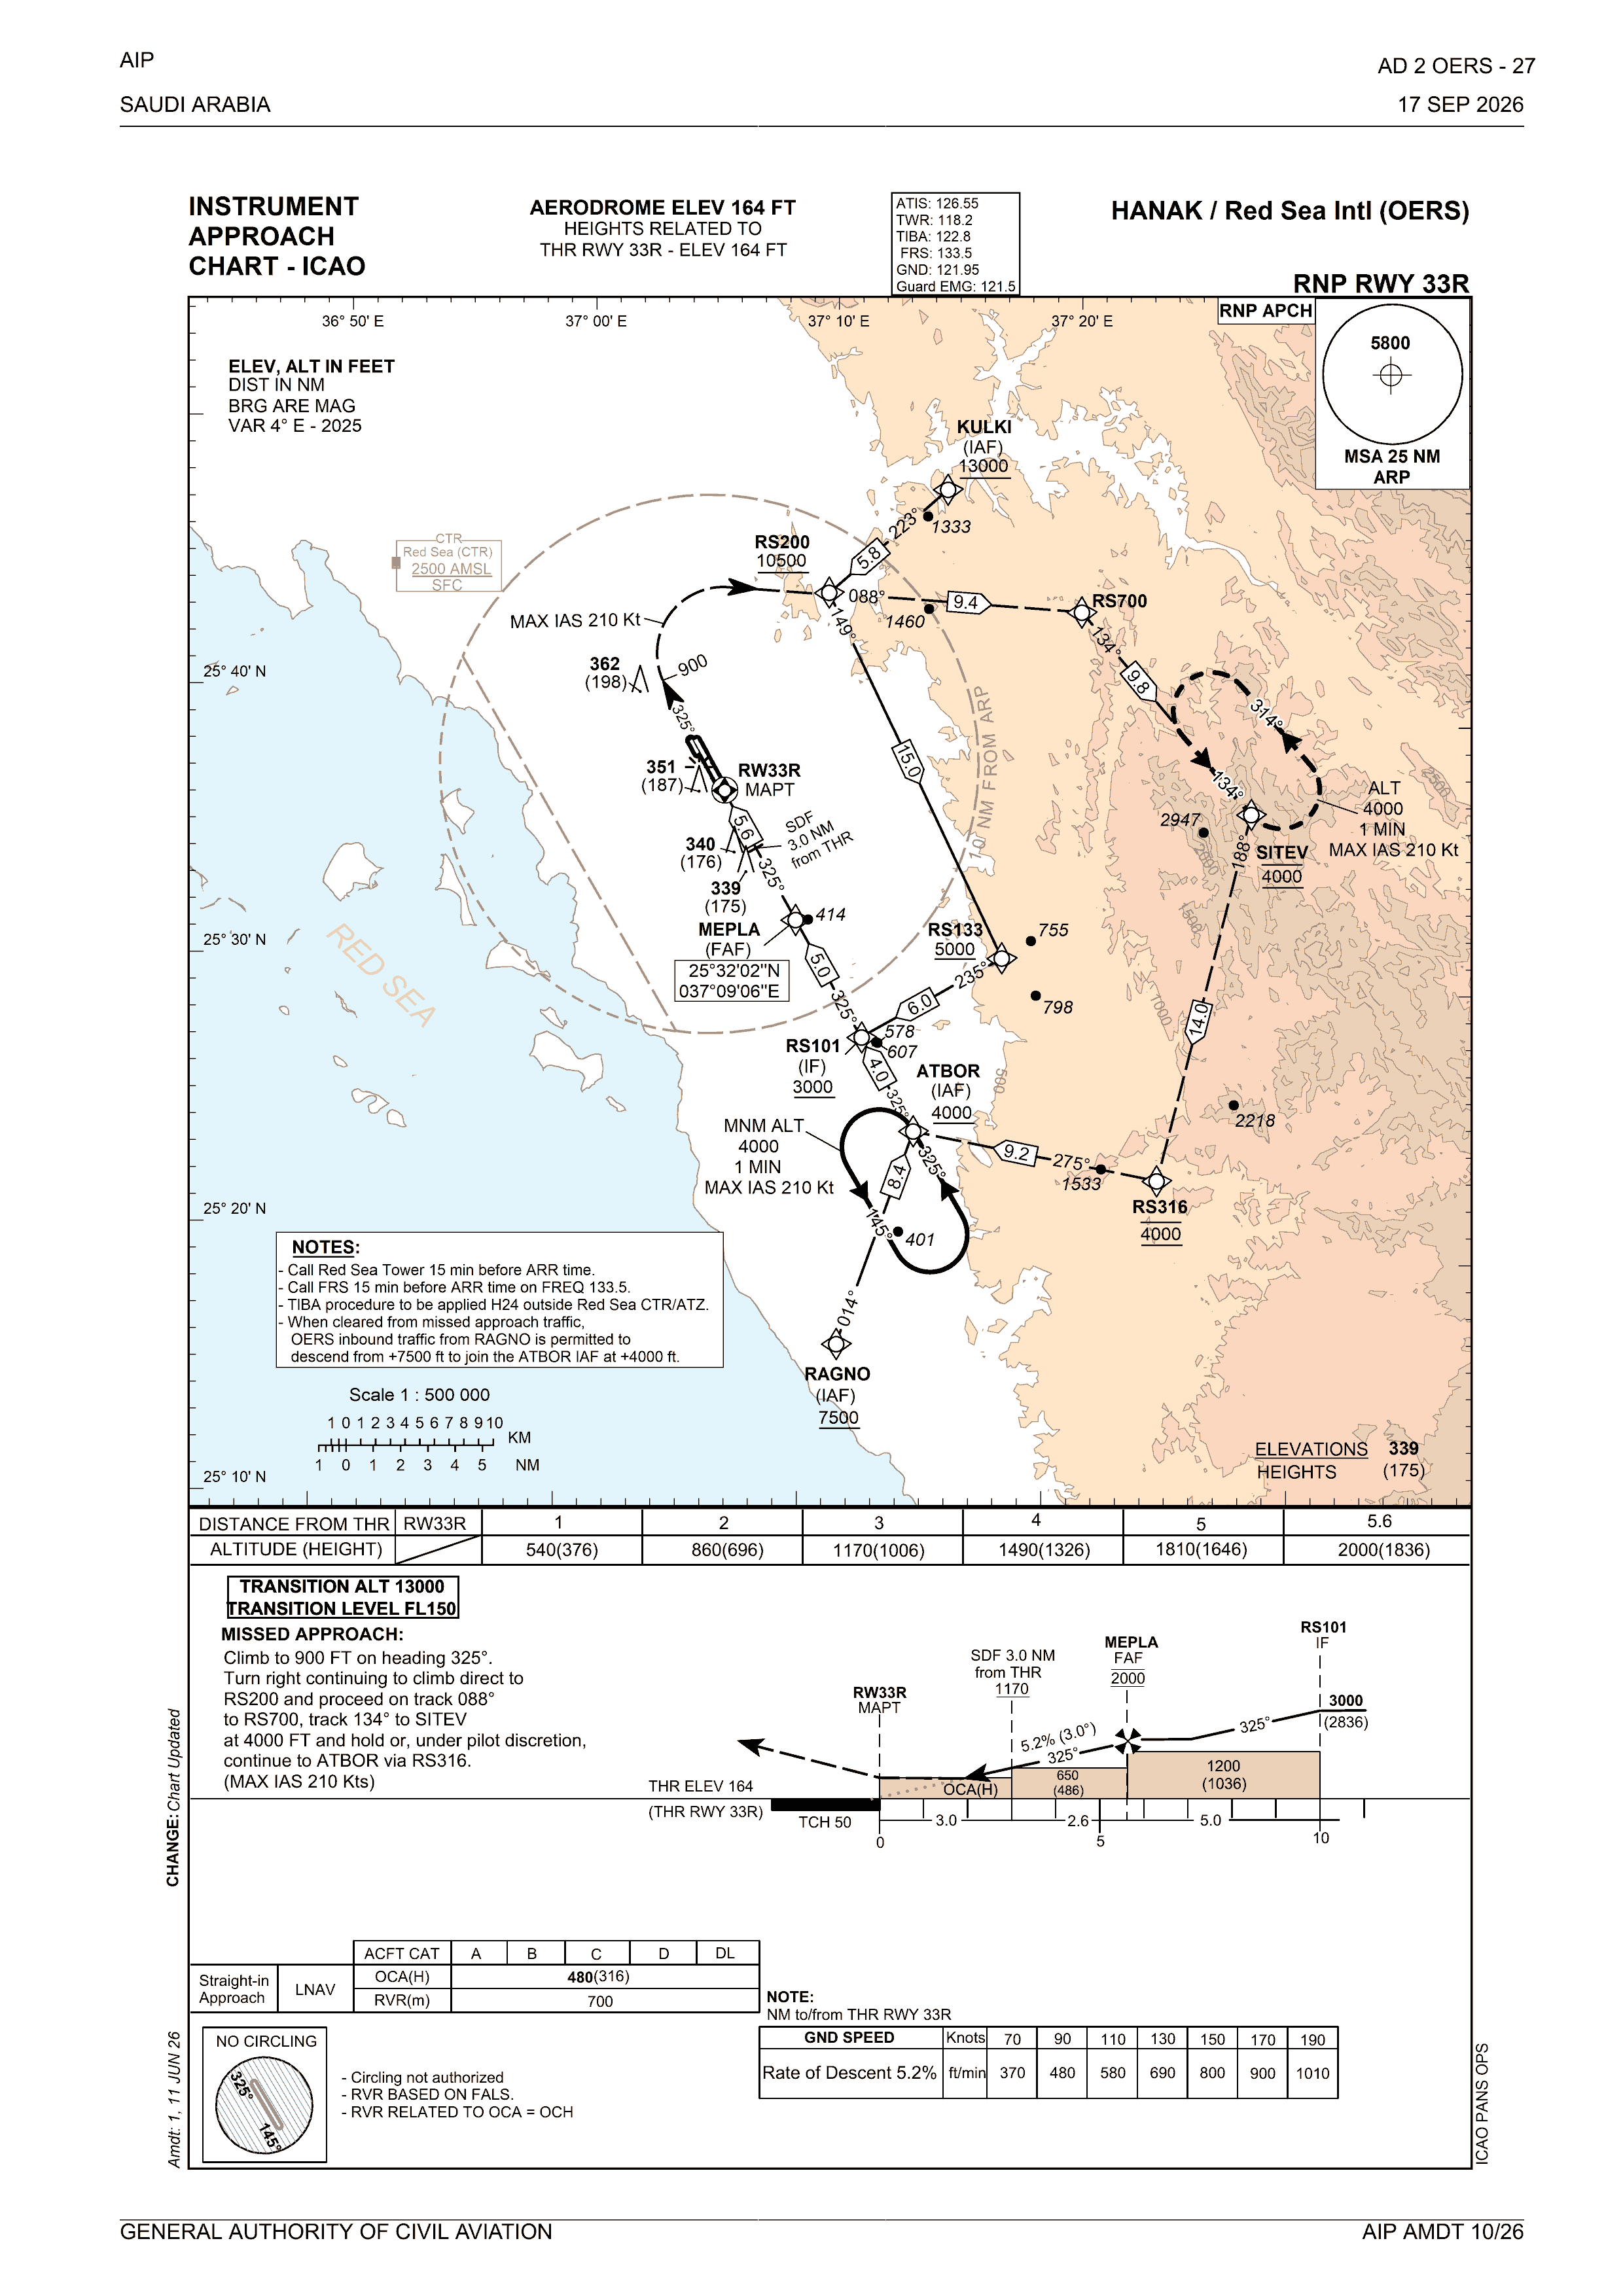 AIP
AD 2 OERS - 27
SAUDI ARABIA
17 SEP 2026
INSTRUMENT
APPROACH
CHART - ICAO
AERODROME ELEV 164 FT
HEIGHTS RELATED TO
THR RWY 33R - ELEV 164 FT
ATIS: 126.55
TWR: 118.2
TIBA: 122.8
FRS: 133.5
GND: 121.95
Guard EMG: 121.5
HANAK / Red Sea Intl (OERS)
RNP RWY 33R
36° 50' E
37° 00' E
37° 10' E
37° 20' E
RNP APCH
5800
MSA 25 NM
ARP
ELEV, ALT IN FEET
DIST IN NM
BRG ARE MAG
VAR 4° E - 2025
KULKI
(IAF)
13000
1333
223°
5.8
CTR
Red Sea (CTR)
2500 AMSL
SFC
RS200
10500
088°
9.4
RS700
1460
149°
134°
MAX IAS 210 Kt
900
362
(198)
325°
25° 40' N
9.8
314°
15.0
10 NM FROM ARP
351
(187)
RW33R
MAPT
134°
2500
ALT
4000
1 MIN
MAX IAS 210 Kt
2947
SITEV
4000
188°
5.6
SDF
3.0 NM
from THR
340
(176)
339
(175)
325°
1500
MEPLA
(FAF)
414
25°32'02"N
037°09'06"E
25° 30' N
RS133
5000
755
5.0
235°
6.0
798
325°
1000
14.0
RED SEA
RS101
(IF)
3000
578
607
4.0
325°
ATBOR
(IAF)
4000
500
2218
MNM ALT
4000
1 MIN
MAX IAS 210 Kt
9.2
275°
1533
RS316
4000
325°
8.4
145°
401
25° 20' N
014°
RAGNO
(IAF)
7500
NOTES:
- Call Red Sea Tower 15 min before ARR time.
- Call FRS 15 min before ARR time on FREQ 133.5.
- TIBA procedure to be applied H24 outside Red Sea CTR/ATZ.
- When cleared from missed approach traffic,
OERS inbound traffic from RAGNO is permitted to
descend from +7500 ft to join the ATBOR IAF at +4000 ft.
Scale 1 : 500 000
1 0 1 2 3 4 5 6 7 8 9 10
KM
1 0 1 2 3 4 5 NM
25° 10' N
ELEVATIONS 339
HEIGHTS (175)
DISTANCE FROM THR RW33R 1 2 3 4 5 5.6
ALTITUDE (HEIGHT) 540(376) 860(696) 1170(1006) 1490(1326) 1810(1646) 2000(1836)
TRANSITION ALT 13000
TRANSITION LEVEL FL150
MISSED APPROACH:
Climb to 900 FT on heading 325°.
Turn right continuing to climb direct to
RS200 and proceed on track 088°
to RS700, track 134° to SITEV
at 4000 FT and hold or, under pilot discretion,
continue to ATBOR via RS316.
(MAX IAS 210 Kts)
RS101
IF
MEPLA
FAF
2000
SDF 3.0 NM
from THR
1170
RW33R
MAPT
3000
(2836)
325°
5.2% (3.0°)
325°
1200
(1036)
650
(486)
OCA(H)
THR ELEV 164
(THR RWY 33R)
TCH 50
3.0 2.6 5.0
0 5 10
CHANGE: Chart Updated
Amdt: 1, 11 JUN 26
ICAO PANS OPS
ACFT CAT A B C D DL
Straight-in
Approach
LNAV
OCA(H) 480(316)
RVR(m) 700
NOTE:
NM to/from THR RWY 33R
GND SPEED Knots 70 90 110 130 150 170 190
Rate of Descent 5.2% ft/min 370 480 580 690 800 900 1010
NO CIRCLING
325°
145°
- Circling not authorized
- RVR BASED ON FALS.
- RVR RELATED TO OCA = OCH
GENERAL AUTHORITY OF CIVIL AVIATION
AIP AMDT 10/26